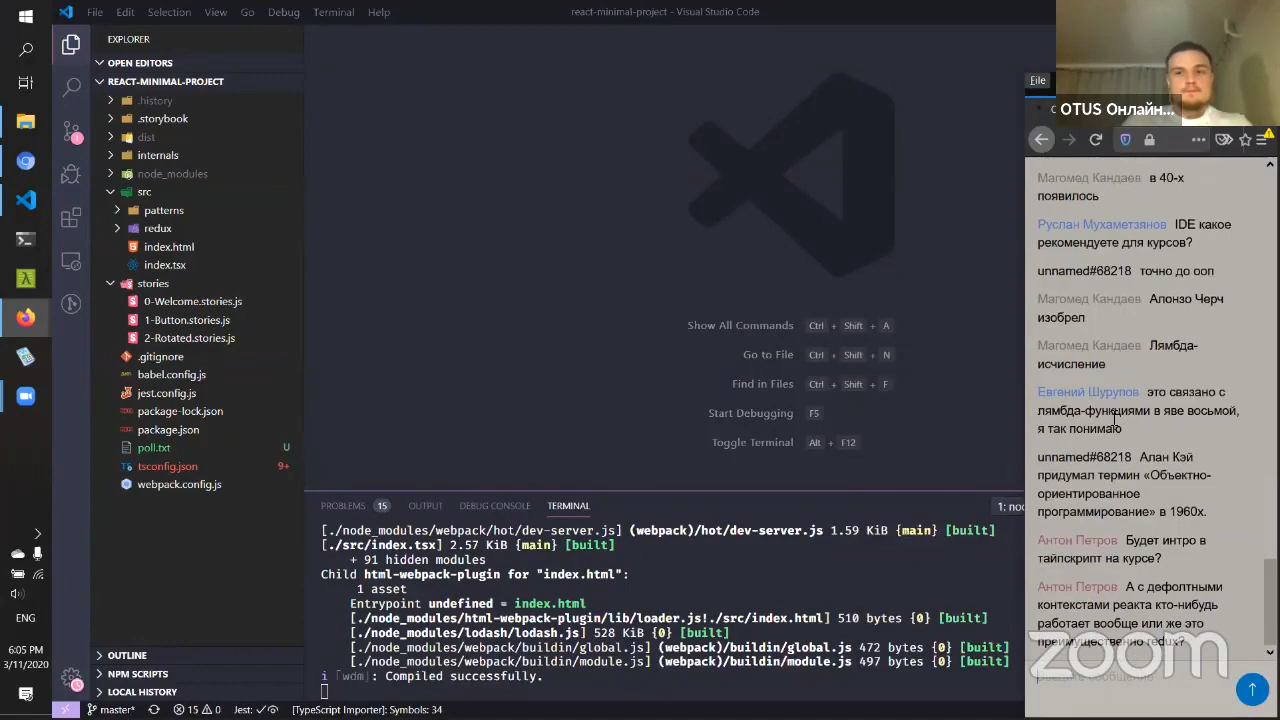 File Edit Selection View Go Debug Terminal Help
react-minimal-project - Visual Studio Code
EXPLORER
OPEN EDITORS
REACT-MINIMAL-PROJECT
.history
.storybook
dist
internals
node_modules
src
patterns
redux
index.html
index.tsx
stories
0-Welcome.stories.js
1-Button.stories.js
2-Rotated.stories.js
.gitignore
babel.config.js
jest.config.js
package-lock.json
package.json
poll.txt U
tsconfig.json 9+
webpack.config.js
OUTLINE
NPM SCRIPTS
LOCAL HISTORY
ENG
6:05 PM
3/11/2020
1
master*
15 0
Jest:
[TypeScript Importer]: Symbols: 34
Show All Commands Ctrl + Shift + A
Go to File Ctrl + Shift + N
Find in Files Ctrl + Shift + F
Start Debugging F5
Toggle Terminal Alt + F12
PROBLEMS 15 OUTPUT DEBUG CONSOLE TERMINAL
1: noc
[./node_modules/webpack/hot/dev-server.js] (webpack)/hot/dev-server.js 1.59 KiB {main} [built]
[./src/index.tsx] 2.57 KiB {main} [built]
+ 91 hidden modules
Child html-webpack-plugin for "index.html":
1 asset
Entrypoint undefined = index.html
[./node_modules/html-webpack-plugin/lib/loader.js!./src/index.html] 510 bytes {0} [built]
[./node_modules/lodash/lodash.js] 528 KiB {0} [built]
[./node_modules/webpack/buildin/global.js] (webpack)/buildin/global.js 472 bytes {0} [built]
[./node_modules/webpack/buildin/module.js] (webpack)/buildin/module.js 497 bytes {0} [built]
i [wdm]: Compiled successfully.
File
OTUS Онлайн...
Магомед Кандаев в 40-х
появилось
Руслан Мухаметзянов IDE какое
рекомендуете для курсов?
unnamed#68218 точно до ооп
Магомед Кандаев Алонзо Черч
изобрел
Магомед Кандаев Лямбда-
исчисление
Евгений Шурупов это связано с
лямбда-функциями в яве восьмой,
я так понимаю
unnamed#68218 Алан Кэй
придумал термин «Объектно-
ориентированное
программирование» в 1960х.
Антон Петров Будет интро в
тайпскрипт на курсе?
Антон Петров А с дефолтными
контекстами реакта кто-нибудь
работает вообще или же это
преимущественно redux?
Введите сообщение
zoom